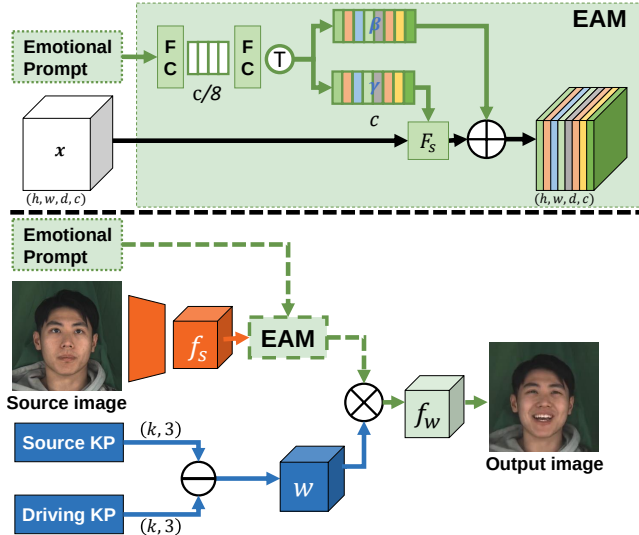 EAM
Emotional
Prompt
F
C
F
C
T
β
γ
c/8
c
x
F_s
(h, w, d, c)
(h, w, d, c)
Emotional
Prompt
f_s
EAM
Source image
f_w
Output image
Source KP
(k, 3)
w
Driving KP
(k, 3)